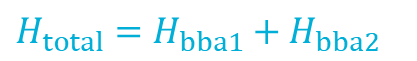 H_total = H_bba1 + H_bba2